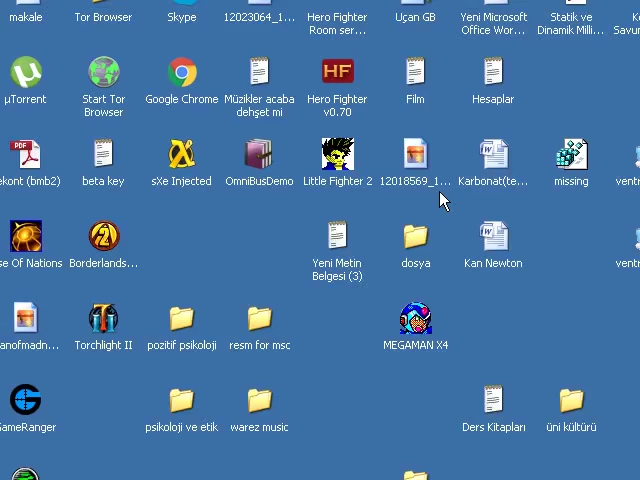 makale
Tor Browser
Skype
12023064_1...
Hero Fighter
Room ser...
Uçan GB
Yeni Microsoft
Office Wor...
Statik ve
Dinamik Milli...
Savun
µTorrent
Start Tor
Browser
Google Chrome
Müzikler acaba
dehşet mi
Hero Fighter
v0.70
Film
Hesaplar
ekont (bmb2)
beta key
sXe Injected
OmniBusDemo
Little Fighter 2
12018569_1...
Karbonat(te...
missing
ventr
se Of Nations
Borderlands...
Yeni Metin
Belgesi (3)
dosya
Kan Newton
ventr
anofmadn...
Torchlight II
pozitif psikoloji
resm for msc
MEGAMAN X4
GameRanger
psikoloji ve etik
warez music
Ders Kitapları
üni kültürü